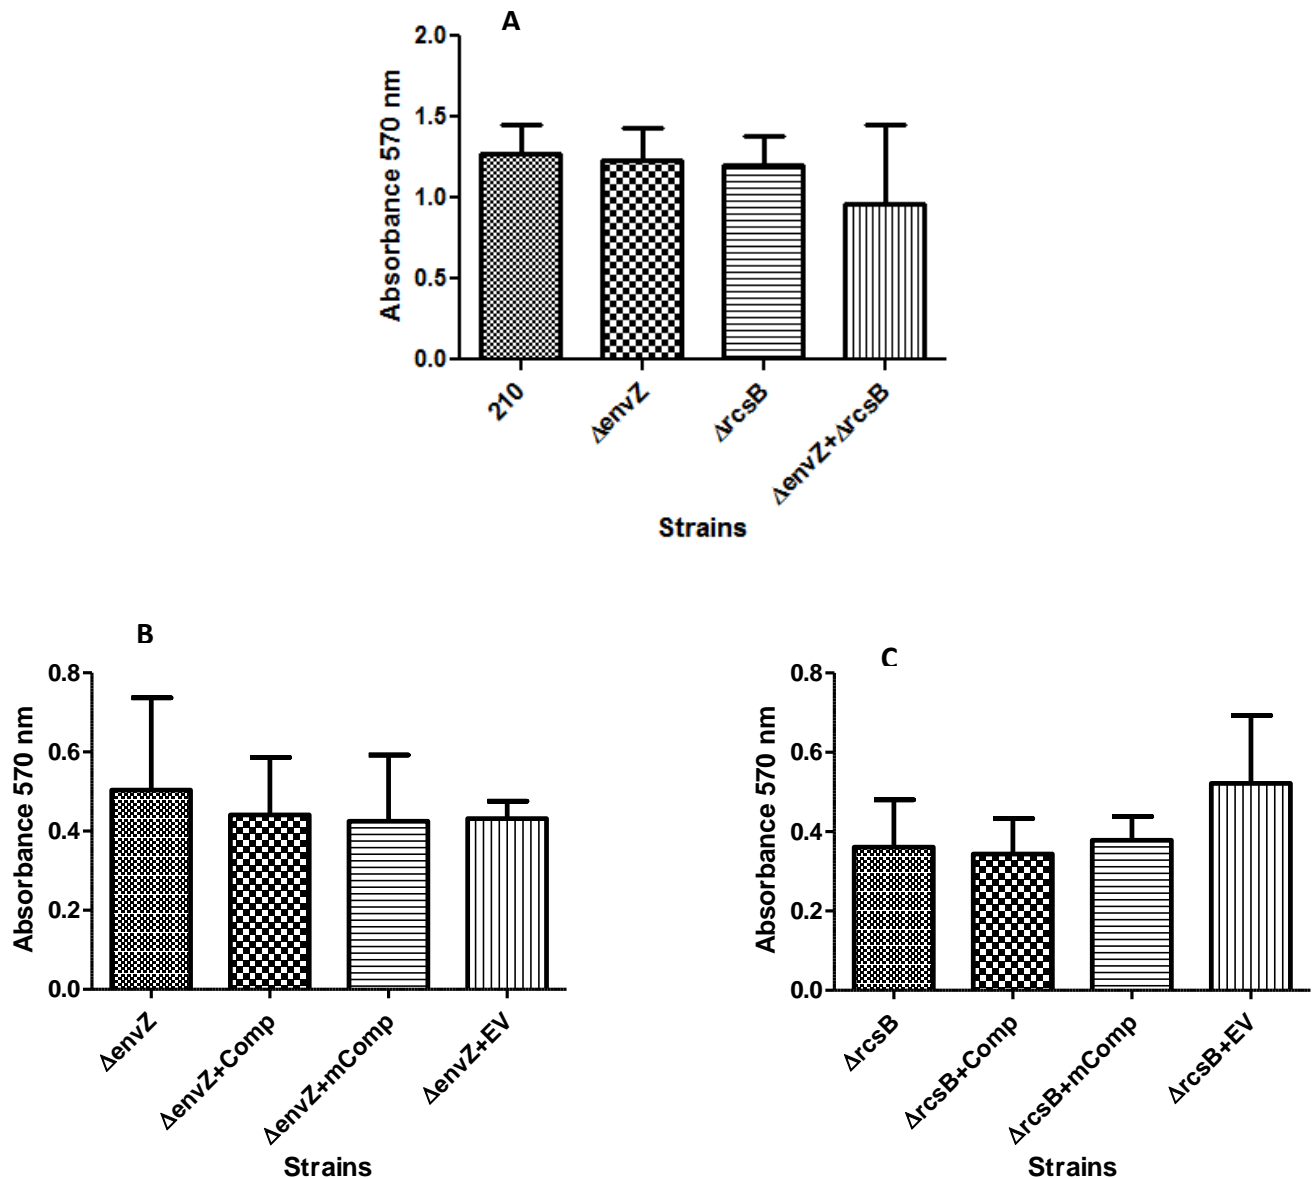 A
2.0
1.5
1.0
0.5
0.0
Absorbance 570 nm
210
ΔenvZ
ΔrcsB
ΔenvZ+ΔrcsB
Strains
B
0.8
0.6
0.4
0.2
0.0
Absorbance 570 nm
ΔenvZ
ΔenvZ+Comp
ΔenvZ+mComp
ΔenvZ+EV
Strains
C
0.8
0.6
0.4
0.2
0.0
Absorbance 570 nm
ΔrcsB
ΔrcsB+Comp
ΔrcsB+mComp
ΔrcsB+EV
Strains